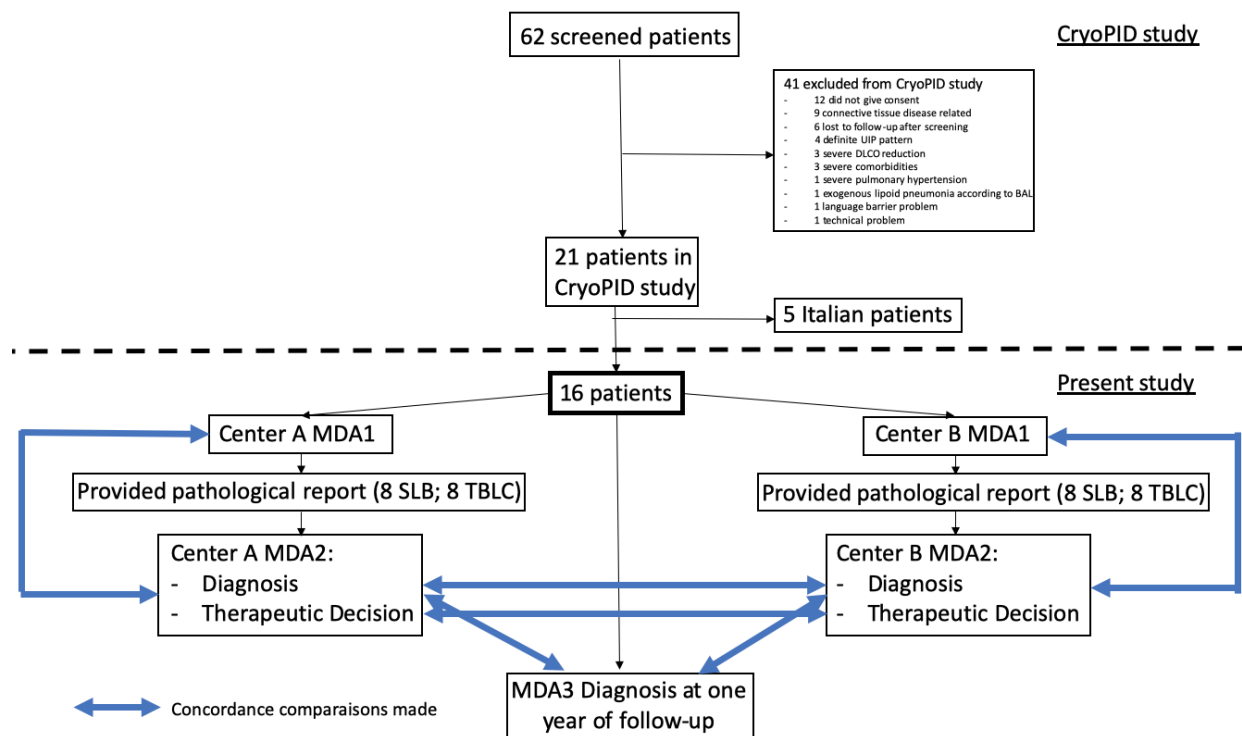 62 screened patients
CryoPID study
41 excluded from CryoPID study
- 12 did not give consent
- 9 connective tissue disease related
- 6 lost to follow-up after screening
- 4 definite UIP pattern
- 3 severe DLCO reduction
- 3 severe comorbidities
- 1 severe pulmonary hypertension
- 1 exogenous lipoid pneumonia according to BAL
- 1 language barrier problem
- 1 technical problem
21 patients in
CryoPID study
5 Italian patients
16 patients
Present study
Center A MDA1
Center B MDA1
Provided pathological report (8 SLB; 8 TBLC)
Provided pathological report (8 SLB; 8 TBLC)
Center A MDA2:
- Diagnosis
- Therapeutic Decision
Center B MDA2:
- Diagnosis
- Therapeutic Decision
MDA3 Diagnosis at one
year of follow-up
Concordance comparaisons made